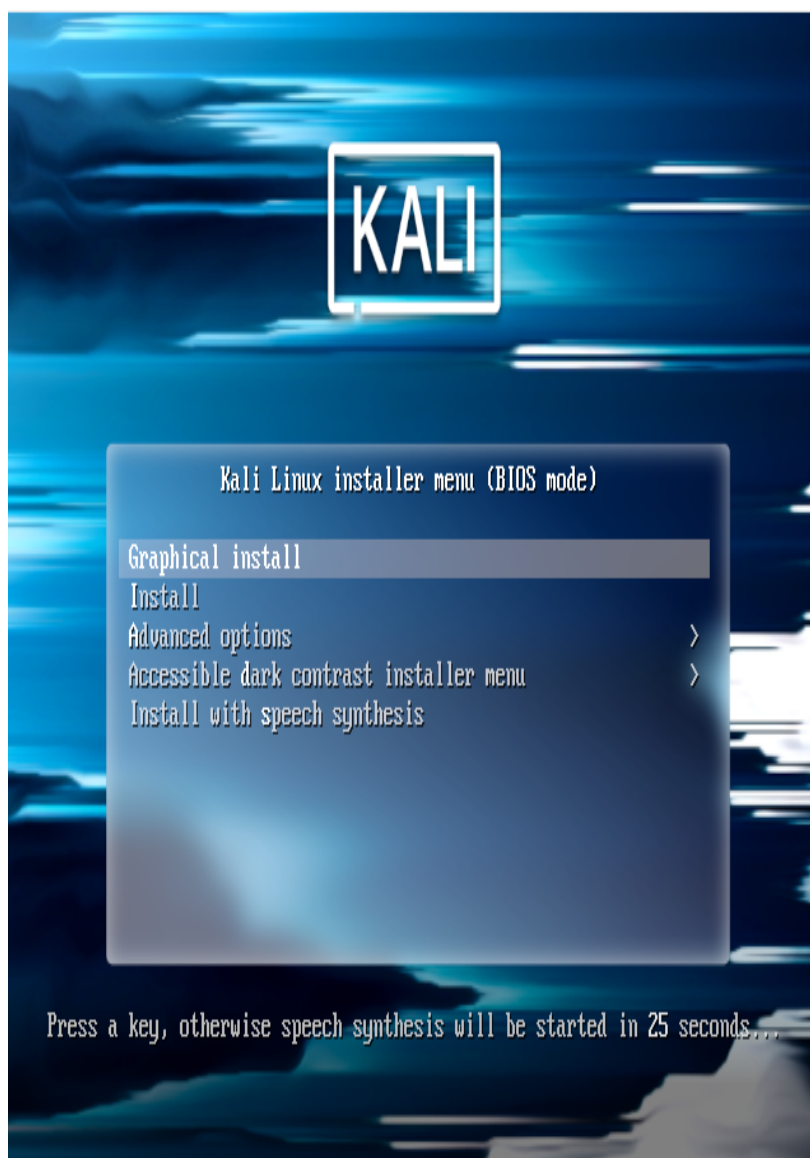 KALI
Kali Linux installer menu (BIOS mode)
Graphical install
Install
Advanced options >
Accessible dark contrast installer menu >
Install with speech synthesis
Press a key, otherwise speech synthesis will be started in 25 seconds...